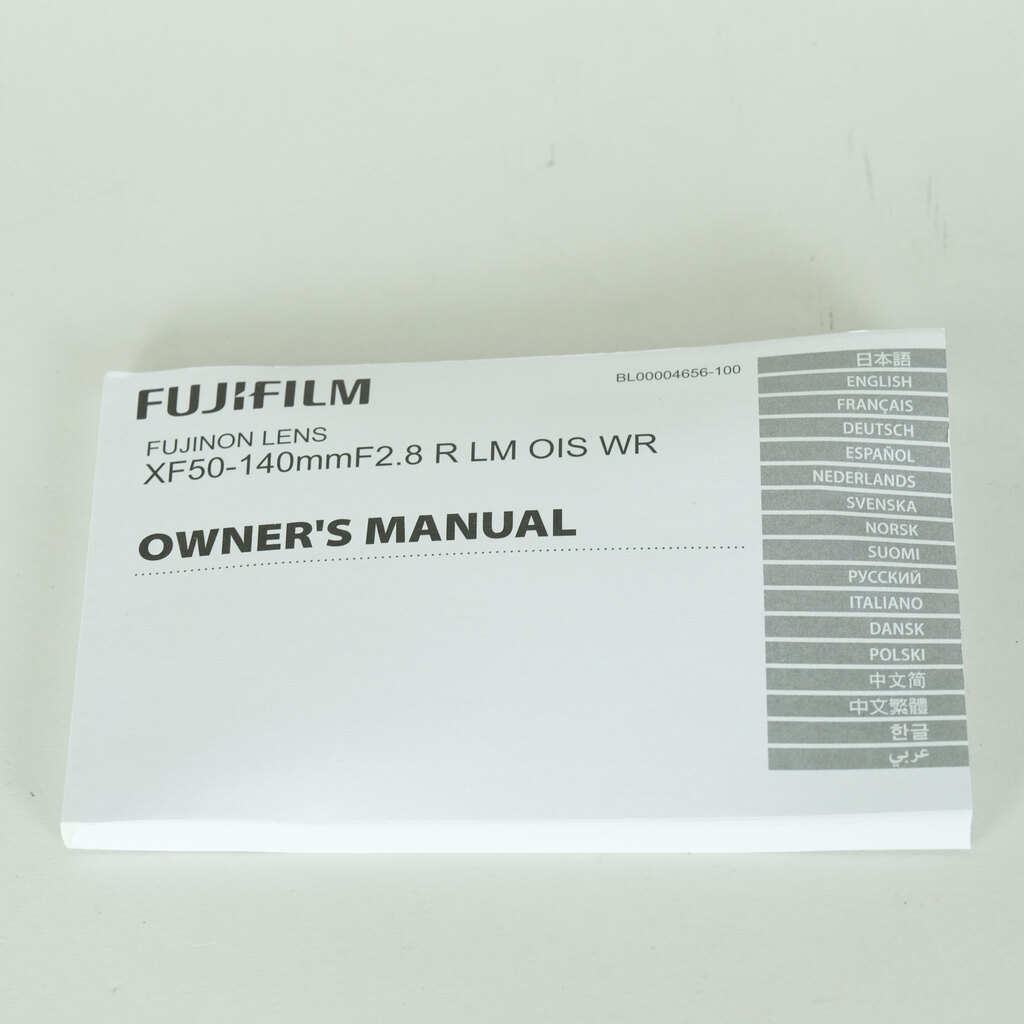 FUJIFILM
BL00004656-100
FUJINON LENS
XF50-140mmF2.8 R LM OIS WR
OWNER'S MANUAL
日本語
ENGLISH
FRANÇAIS
DEUTSCH
ESPAÑOL
NEDERLANDS
SVENSKA
NORSK
SUOMI
РУССКИЙ
ITALIANO
DANSK
POLSKI
中文简
中文繁體
한글
عربي